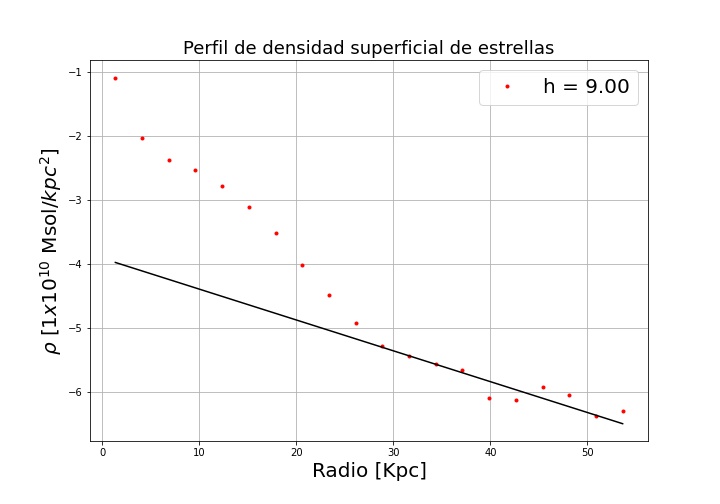 Perfil de densidad superficial de estrellas
h = 9.00
−1
−2
−3
−4
−5
−6
ρ [1x10¹⁰ Msol/kpc²]
0 10 20 30 40 50
Radio [Kpc]